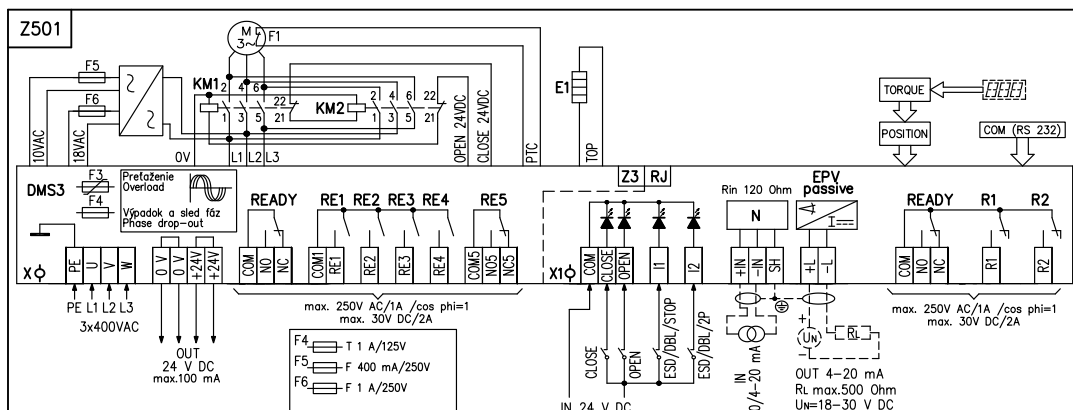 Z501
M
3~
F1
F5
F6
KM1
2 4 6
22
1 3 5
21
KM2
2 4 6
22
1 3 5
21
E1
TORQUE
POSITION
COM (RS 232)
10VAC
18VAC
0V
L1 L2 L3
OPEN 24VDC
CLOSE 24VDC
PTC
TOP
DMS3
F3
F4
Preťaženie
Overload
Výpadok a sled fáz
Phase drop-out
READY
RE1 RE2 RE3 RE4
RE5
Z3 RJ
Rin 120 Ohm
N
EPV
passive
I
READY
R1
R2
X
PE U V W
0 V 0 V +24V +24V
COM NO NC
COM1 RE1 RE2 RE3 RE4
COM5 NO5 NC5
X1
COM CLOSE OPEN I1 I2
+IN -IN SH
+L -L
COM NO NC
R1
R2
PE L1 L2 L3
3x400VAC
OUT
24 V DC
max.100 mA
max. 250V AC/1A /cos phi=1
max. 30V DC/2A
F4 T 1 A/125V
F5 F 400 mA/250V
F6 F 1 A/250V
CLOSE
OPEN
ESD/DBL/STOP
ESD/DBL/2P
IN 24 V DC
IN
0/4-20 mA
+
UN
-
RL
OUT 4-20 mA
RL max.500 Ohm
UN=18-30 V DC
max. 250V AC/1A /cos phi=1
max. 30V DC/2A